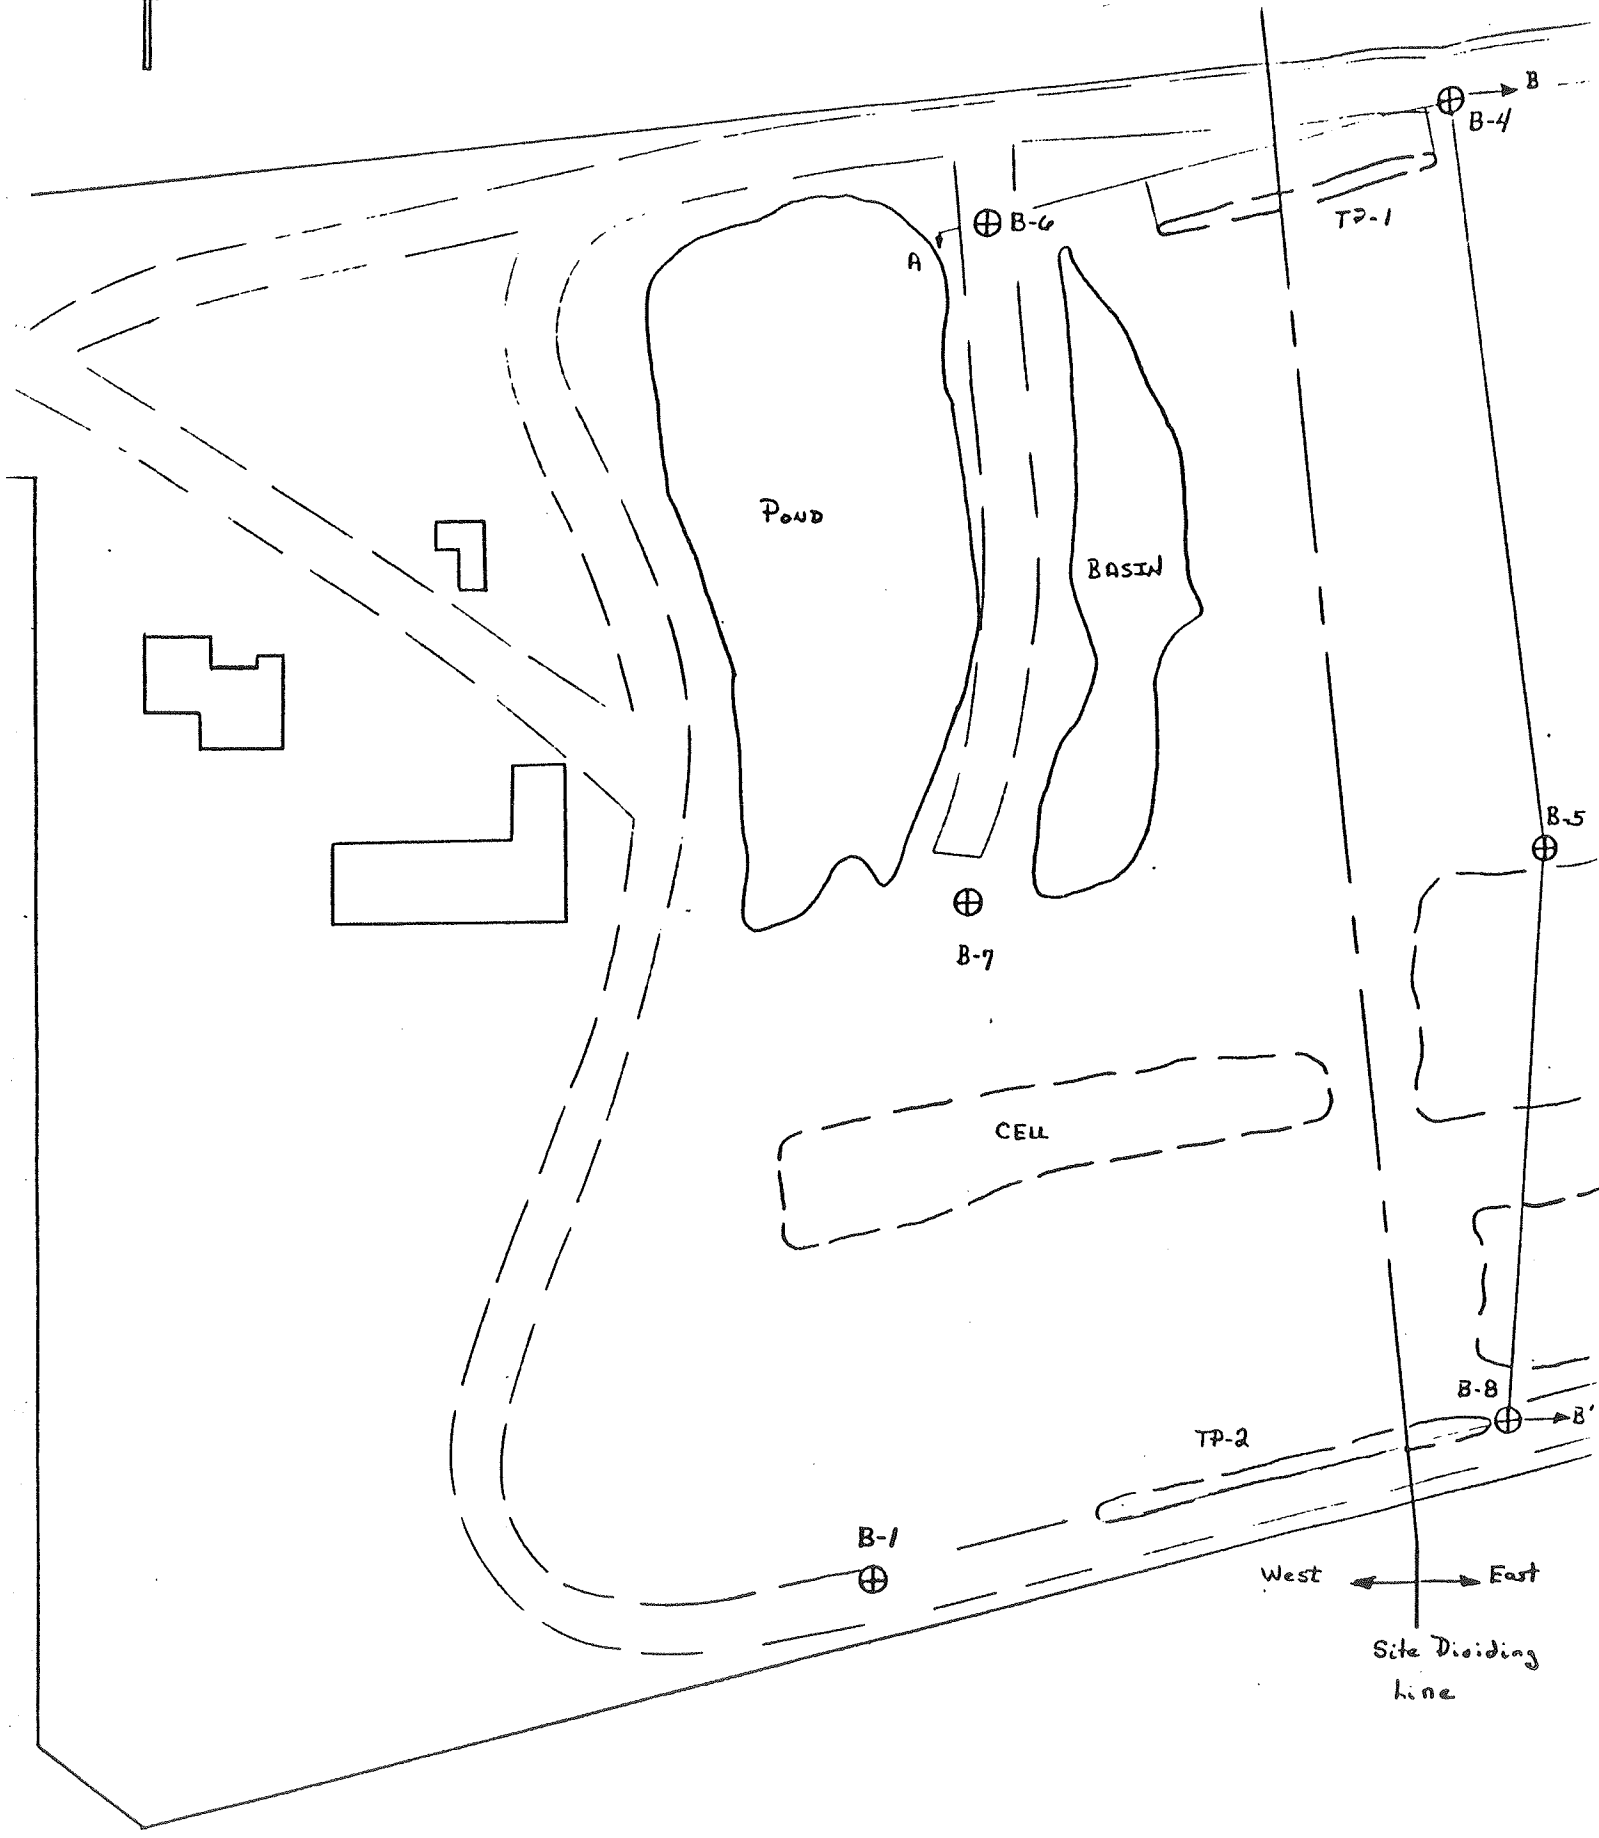 B
B-4
TP-1
B-6
A
POND
BASIN
B-5
B-7
CELL
B-8
B'
TP-2
B-1
West
East
Site Dividing
Line